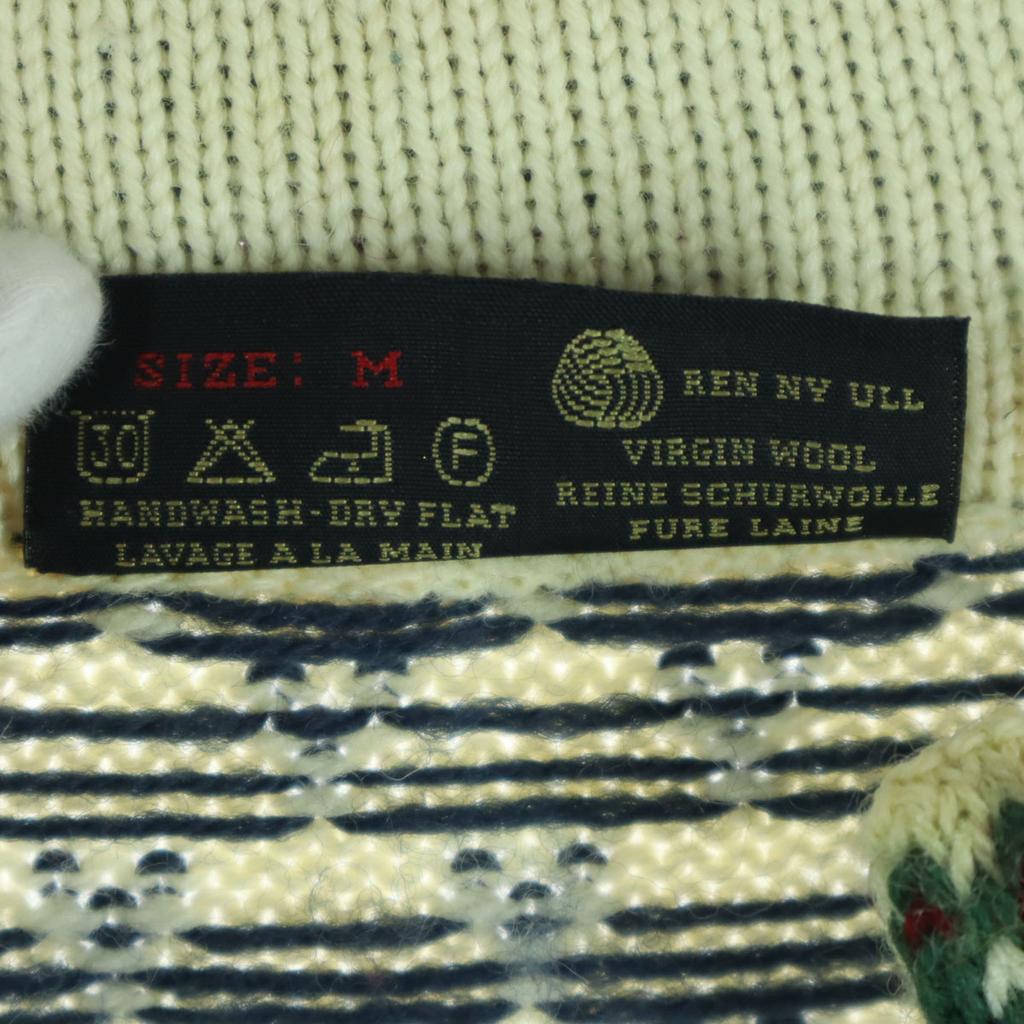 SIZE: M
30 F
HANDWASH-DRY FLAT
LAVAGE A LA MAIN
REN NY ULL
VIRGIN WOOL
REINE SCHURWOLLE
PURE LAINE